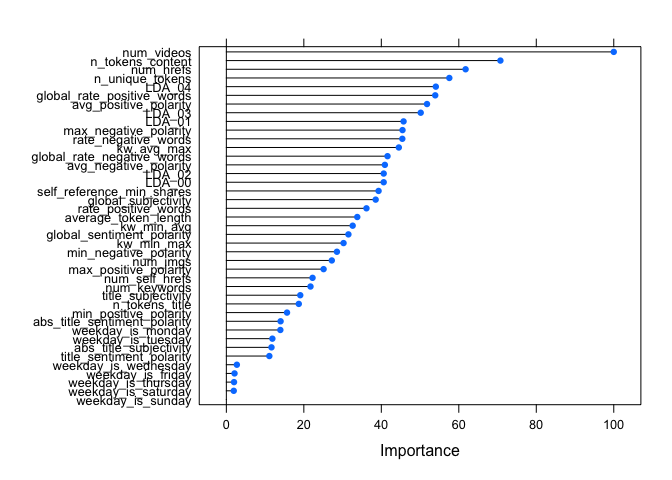 num_videos
n_tokens_content
num_hrefs
n_unique_tokens
LDA_04
global_rate_positive_words
avg_positive_polarity
LDA_03
LDA_01
max_negative_polarity
rate_negative_words
kw_avg_max
global_rate_negative_words
avg_negative_polarity
LDA_02
LDA_00
self_reference_min_shares
global_subjectivity
rate_positive_words
average_token_length
kw_min_avg
global_sentiment_polarity
kw_min_max
min_negative_polarity
num_imgs
max_positive_polarity
num_self_hrefs
num_keywords
title_subjectivity
n_tokens_title
min_positive_polarity
abs_title_sentiment_polarity
weekday_is_monday
weekday_is_tuesday
abs_title_subjectivity
title_sentiment_polarity
weekday_is_wednesday
weekday_is_friday
weekday_is_thursday
weekday_is_saturday
weekday_is_sunday
0 20 40 60 80 100
Importance